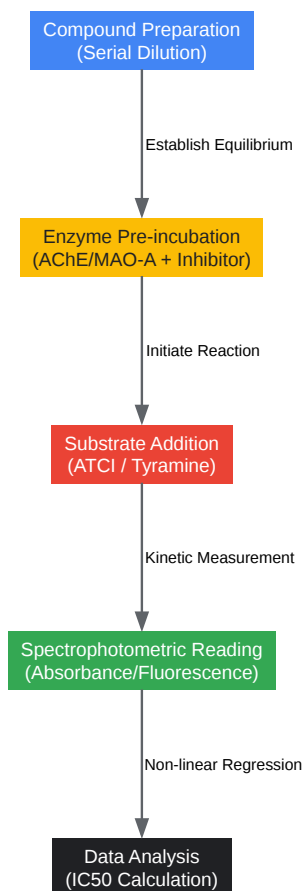 Compound Preparation
(Serial Dilution)
Establish Equilibrium
Enzyme Pre-incubation
(AChE/MAO-A + Inhibitor)
Initiate Reaction
Substrate Addition
(ATCI / Tyramine)
Kinetic Measurement
Spectrophotometric Reading
(Absorbance/Fluorescence)
Non-linear Regression
Data Analysis
(IC50 Calculation)